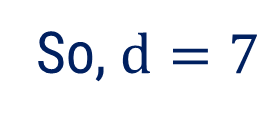 So, d = 7